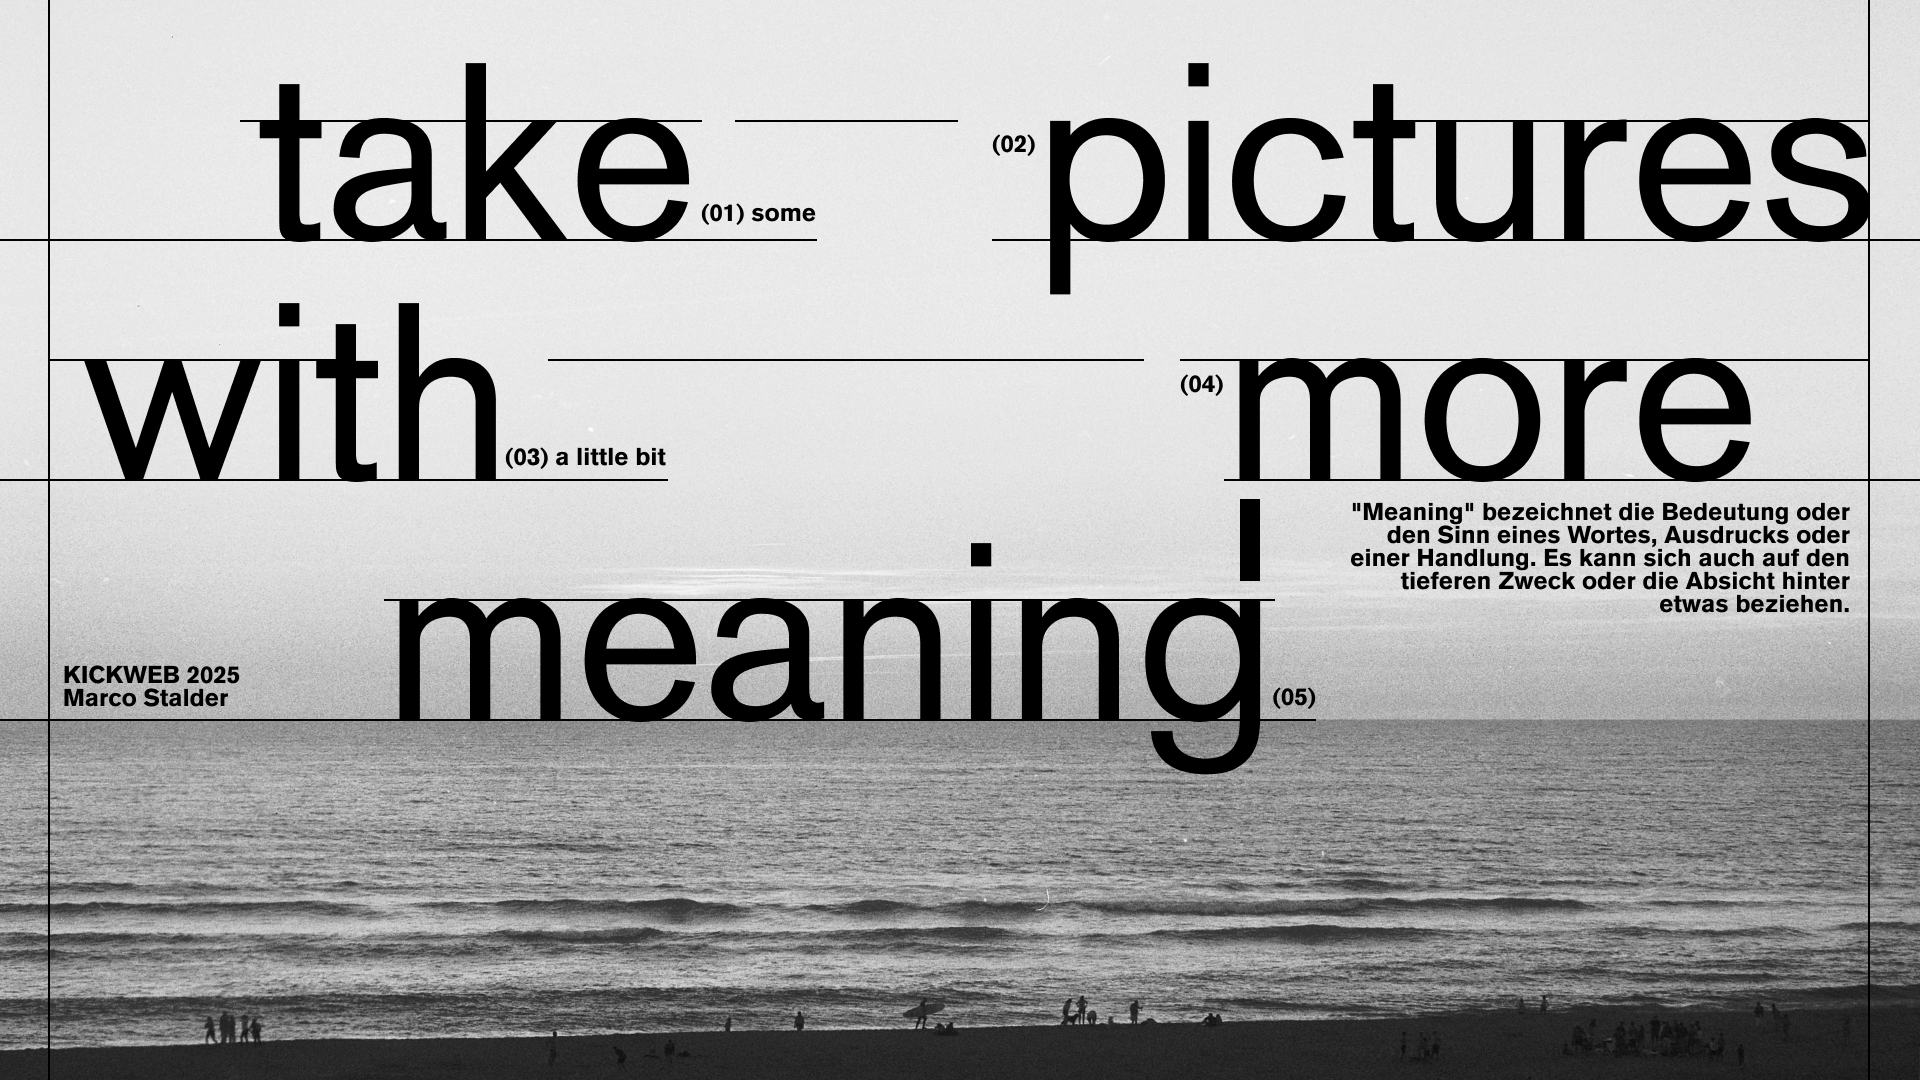 take (01) some (02) pictures
with (03) a little bit (04) more
"Meaning" bezeichnet die Bedeutung oder
den Sinn eines Wortes, Ausdrucks oder
einer Handlung. Es kann sich auch auf den
tieferen Zweck oder die Absicht hinter
etwas beziehen.
meaning (05)
KICKWEB 2025
Marco Stalder